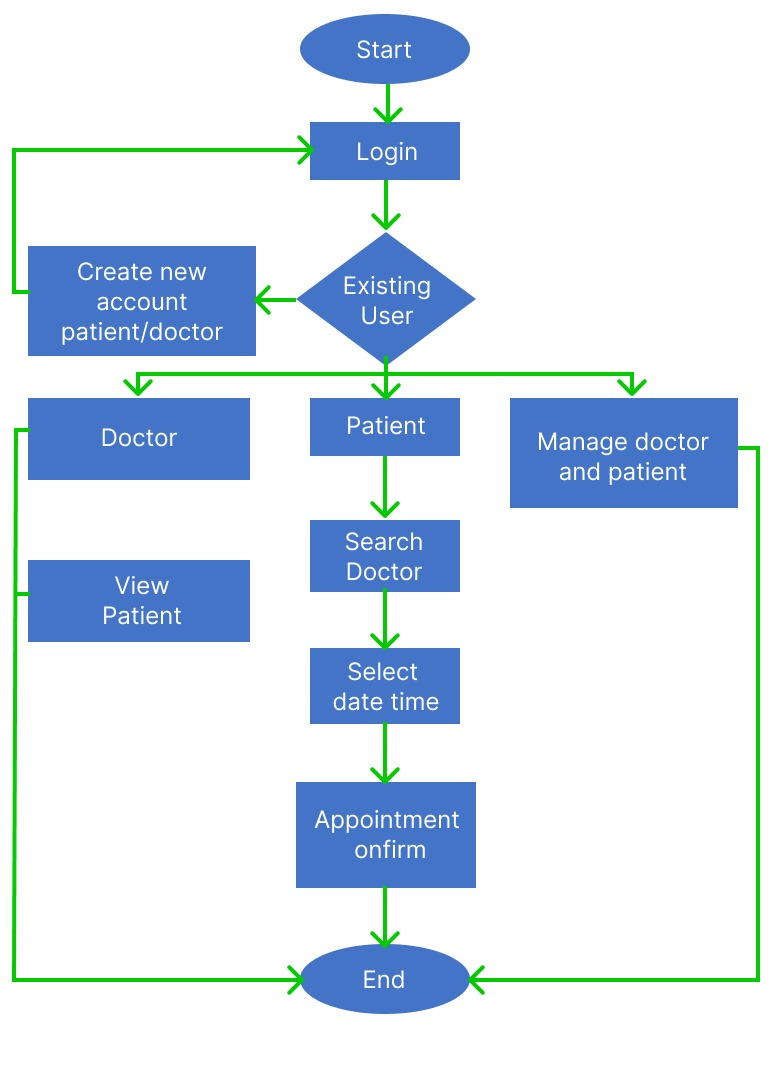 Start
Login
Existing
User
Create new
account
patient/doctor
Doctor
Patient
Manage doctor
and patient
Search
Doctor
View
Patient
Select
date time
Appointment
onfirm
End